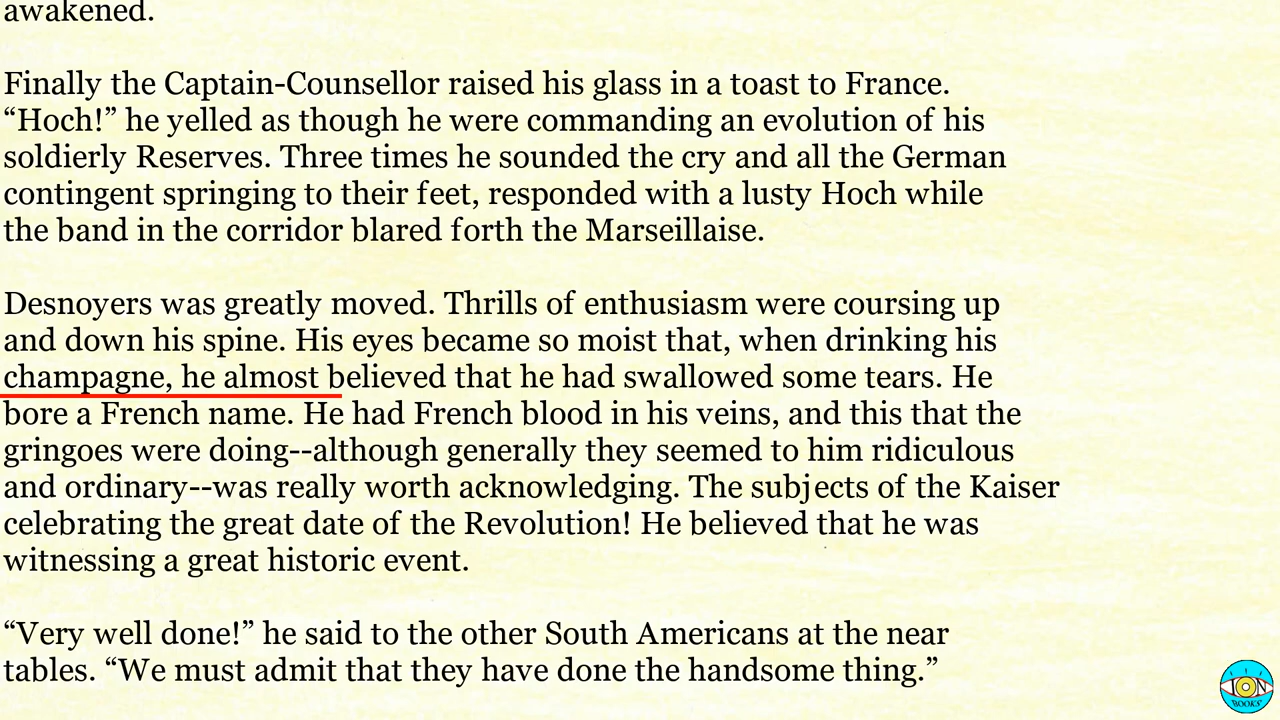 awakened.
Finally the Captain-Counsellor raised his glass in a toast to France.
“Hoch!” he yelled as though he were commanding an evolution of his
soldierly Reserves. Three times he sounded the cry and all the German
contingent springing to their feet, responded with a lusty Hoch while
the band in the corridor blared forth the Marseillaise.
Desnoyers was greatly moved. Thrills of enthusiasm were coursing up
and down his spine. His eyes became so moist that, when drinking his
champagne, he almost believed that he had swallowed some tears. He
bore a French name. He had French blood in his veins, and this that the
gringoes were doing--although generally they seemed to him ridiculous
and ordinary--was really worth acknowledging. The subjects of the Kaiser
celebrating the great date of the Revolution! He believed that he was
witnessing a great historic event.
“Very well done!” he said to the other South Americans at the near
tables. “We must admit that they have done the handsome thing.”
ION
BOOKS